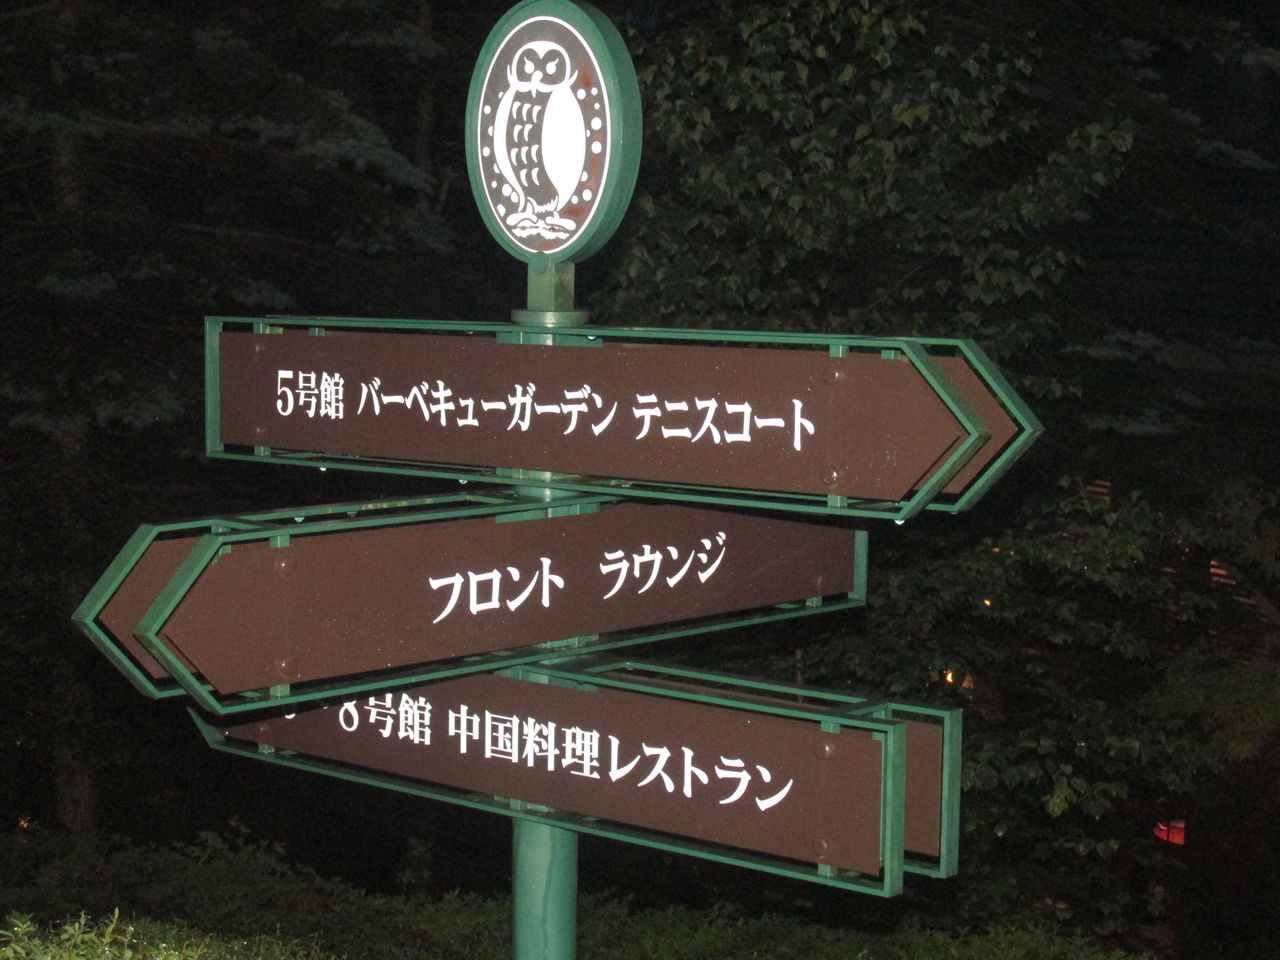 5号館 バーベキューガーデン テニスコート
フロント ラウンジ
8号館 中国料理レストラン